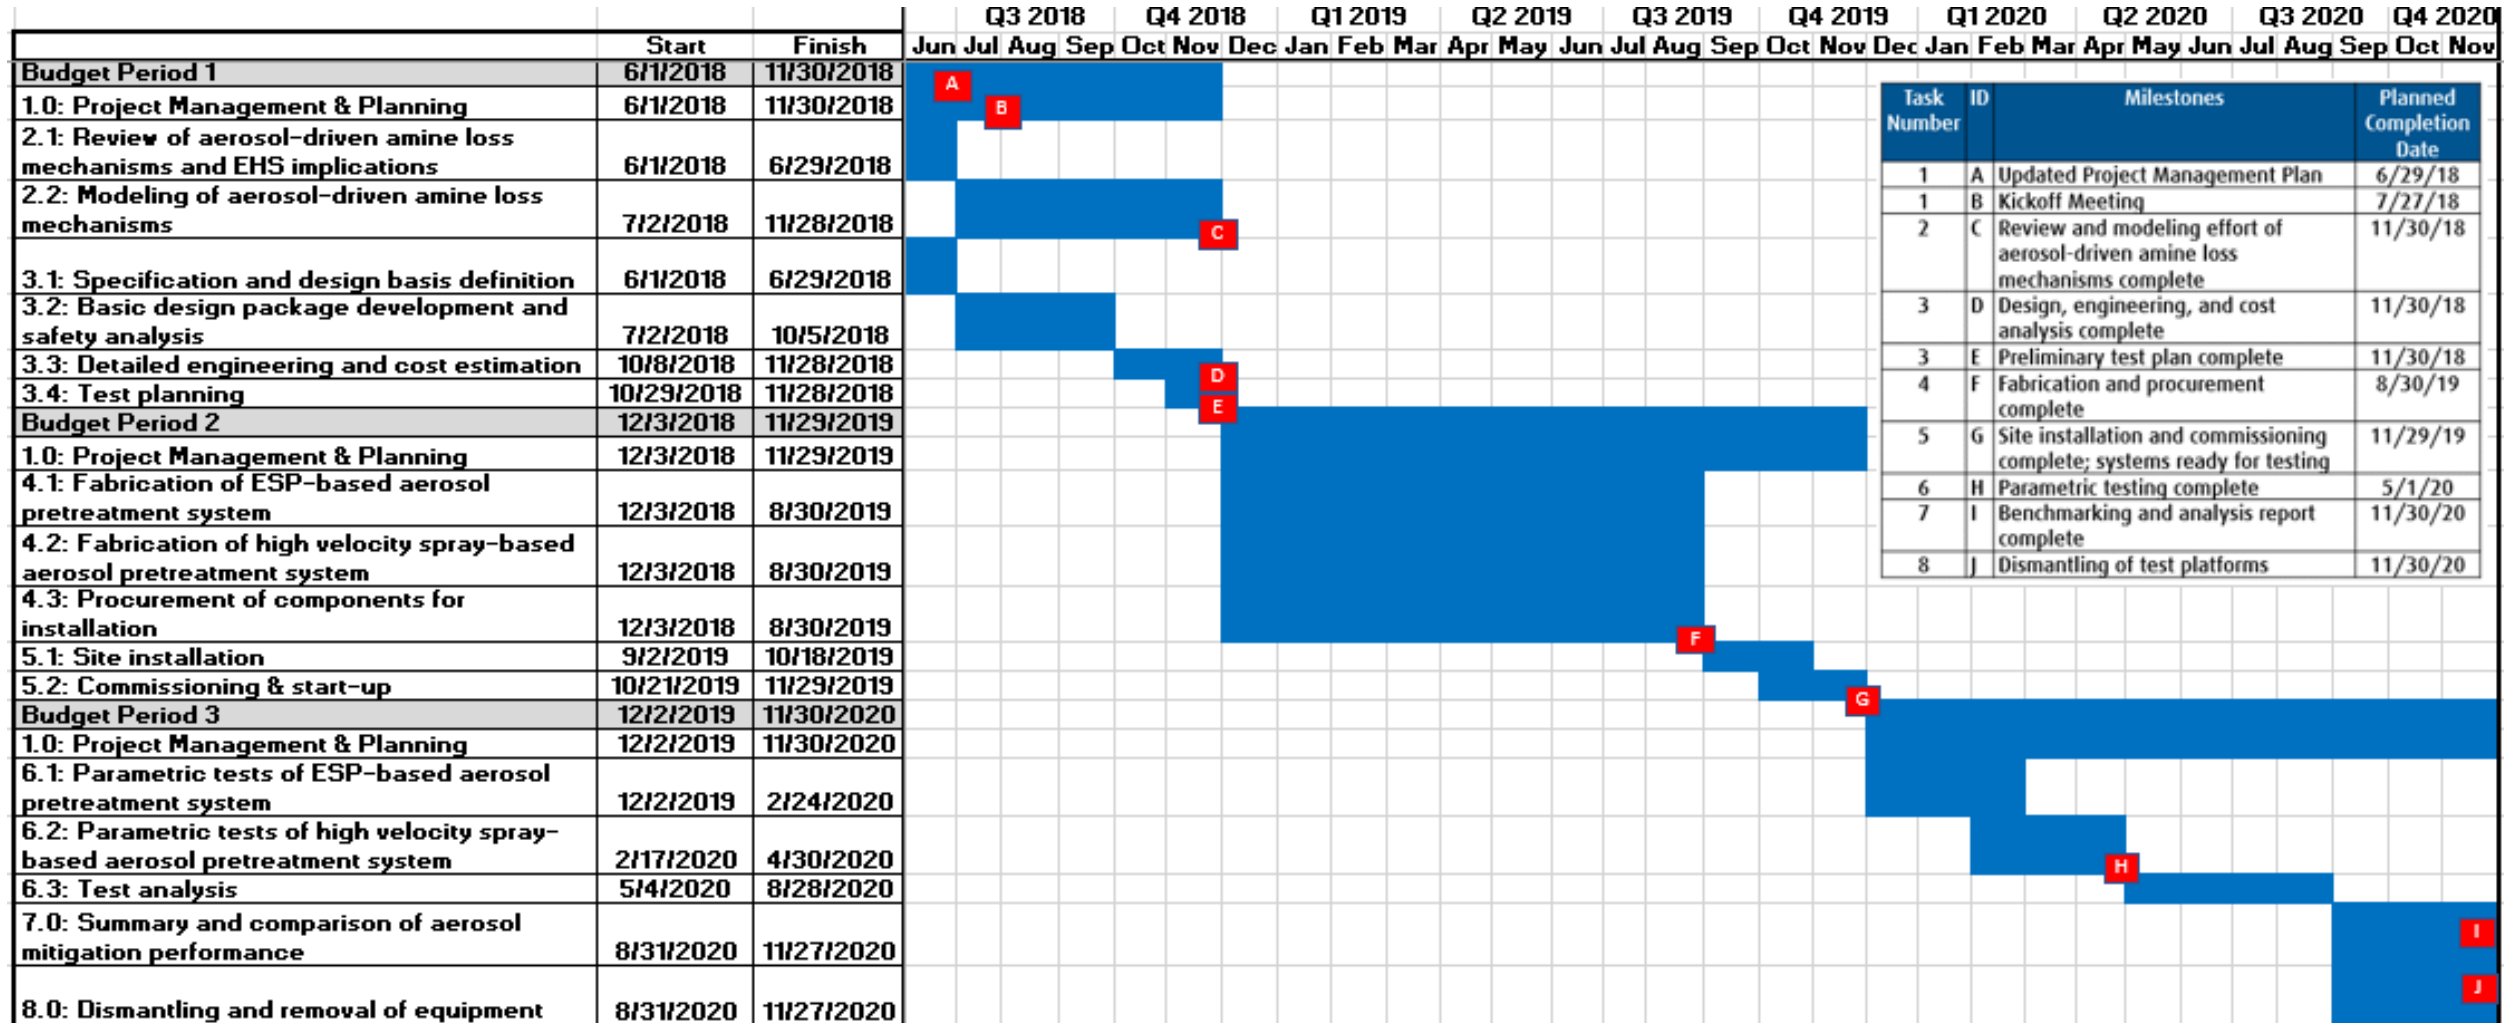 Q3 2018 Q4 2018 Q1 2019 Q2 2019 Q3 2019 Q4 2019 Q1 2020 Q2 2020 Q3 2020 Q4 2020
Start Finish Jun Jul Aug Sep Oct Nov Dec Jan Feb Mar Apr May Jun Jul Aug Sep Oct Nov Dec Jan Feb Mar Apr May Jun Jul Aug Sep Oct Nov
Budget Period 1 6/1/2018 11/30/2018
A
1.0: Project Management & Planning 6/1/2018 11/30/2018
B
2.1: Review of aerosol-driven amine loss
mechanisms and EHS implications 6/1/2018 6/29/2018
2.2: Modeling of aerosol-driven amine loss
mechanisms 7/2/2018 11/28/2018
C
3.1: Specification and design basis definition 6/1/2018 6/29/2018
3.2: Basic design package development and
safety analysis 7/2/2018 10/5/2018
3.3: Detailed engineering and cost estimation 10/8/2018 11/28/2018
D
3.4: Test planning 10/29/2018 11/28/2018
E
Budget Period 2 12/3/2018 11/29/2019
1.0: Project Management & Planning 12/3/2018 11/29/2019
4.1: Fabrication of ESP-based aerosol
pretreatment system 12/3/2018 8/30/2019
4.2: Fabrication of high velocity spray-based
aerosol pretreatment system 12/3/2018 8/30/2019
4.3: Procurement of components for
installation 12/3/2018 8/30/2019
F
5.1: Site installation 9/2/2019 10/18/2019
5.2: Commissioning & start-up 10/21/2019 11/29/2019
G
Budget Period 3 12/2/2019 11/30/2020
1.0: Project Management & Planning 12/2/2019 11/30/2020
6.1: Parametric tests of ESP-based aerosol
pretreatment system 12/2/2019 2/24/2020
6.2: Parametric tests of high velocity spray-
based aerosol pretreatment system 2/17/2020 4/30/2020
H
6.3: Test analysis 5/4/2020 8/28/2020
7.0: Summary and comparison of aerosol
I
mitigation performance 8/31/2020 11/27/2020
J
8.0: Dismantling and removal of equipment 8/31/2020 11/27/2020
Task ID Milestones Planned
Number Completion
Date
1 A Updated Project Management Plan 6/29/18
1 B Kickoff Meeting 7/27/18
2 C Review and modeling effort of 11/30/18
aerosol-driven amine loss
mechanisms complete
3 D Design, engineering, and cost 11/30/18
analysis complete
3 E Preliminary test plan complete 11/30/18
4 F Fabrication and procurement 8/30/19
complete
5 G Site installation and commissioning 11/29/19
complete; systems ready for testing
6 H Parametric testing complete 5/1/20
7 I Benchmarking and analysis report 11/30/20
complete
8 J Dismantling of test platforms 11/30/20